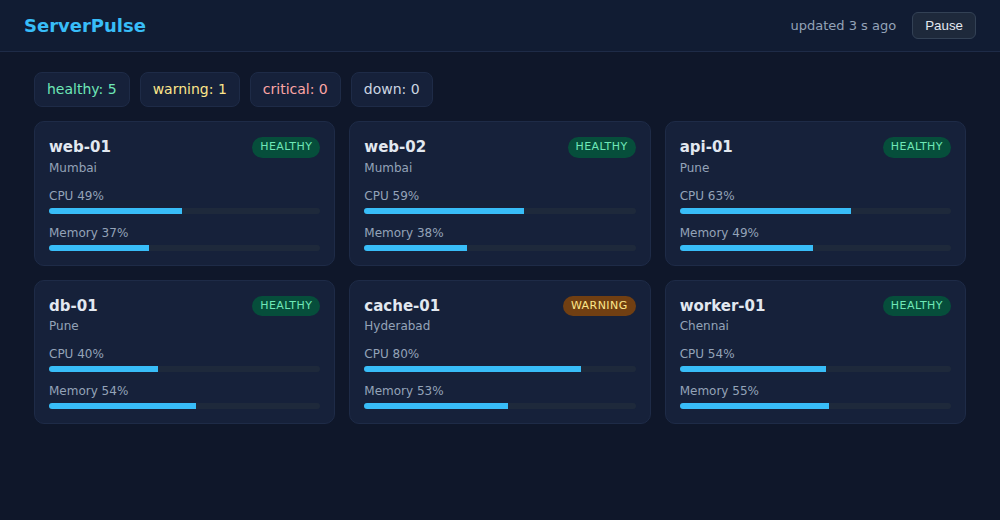 ServerPulse
updated 3 s ago
Pause
healthy: 5
warning: 1
critical: 0
down: 0
web-01
HEALTHY
Mumbai
CPU 49%
Memory 37%
web-02
HEALTHY
Mumbai
CPU 59%
Memory 38%
api-01
HEALTHY
Pune
CPU 63%
Memory 49%
db-01
HEALTHY
Pune
CPU 40%
Memory 54%
cache-01
WARNING
Hyderabad
CPU 80%
Memory 53%
worker-01
HEALTHY
Chennai
CPU 54%
Memory 55%